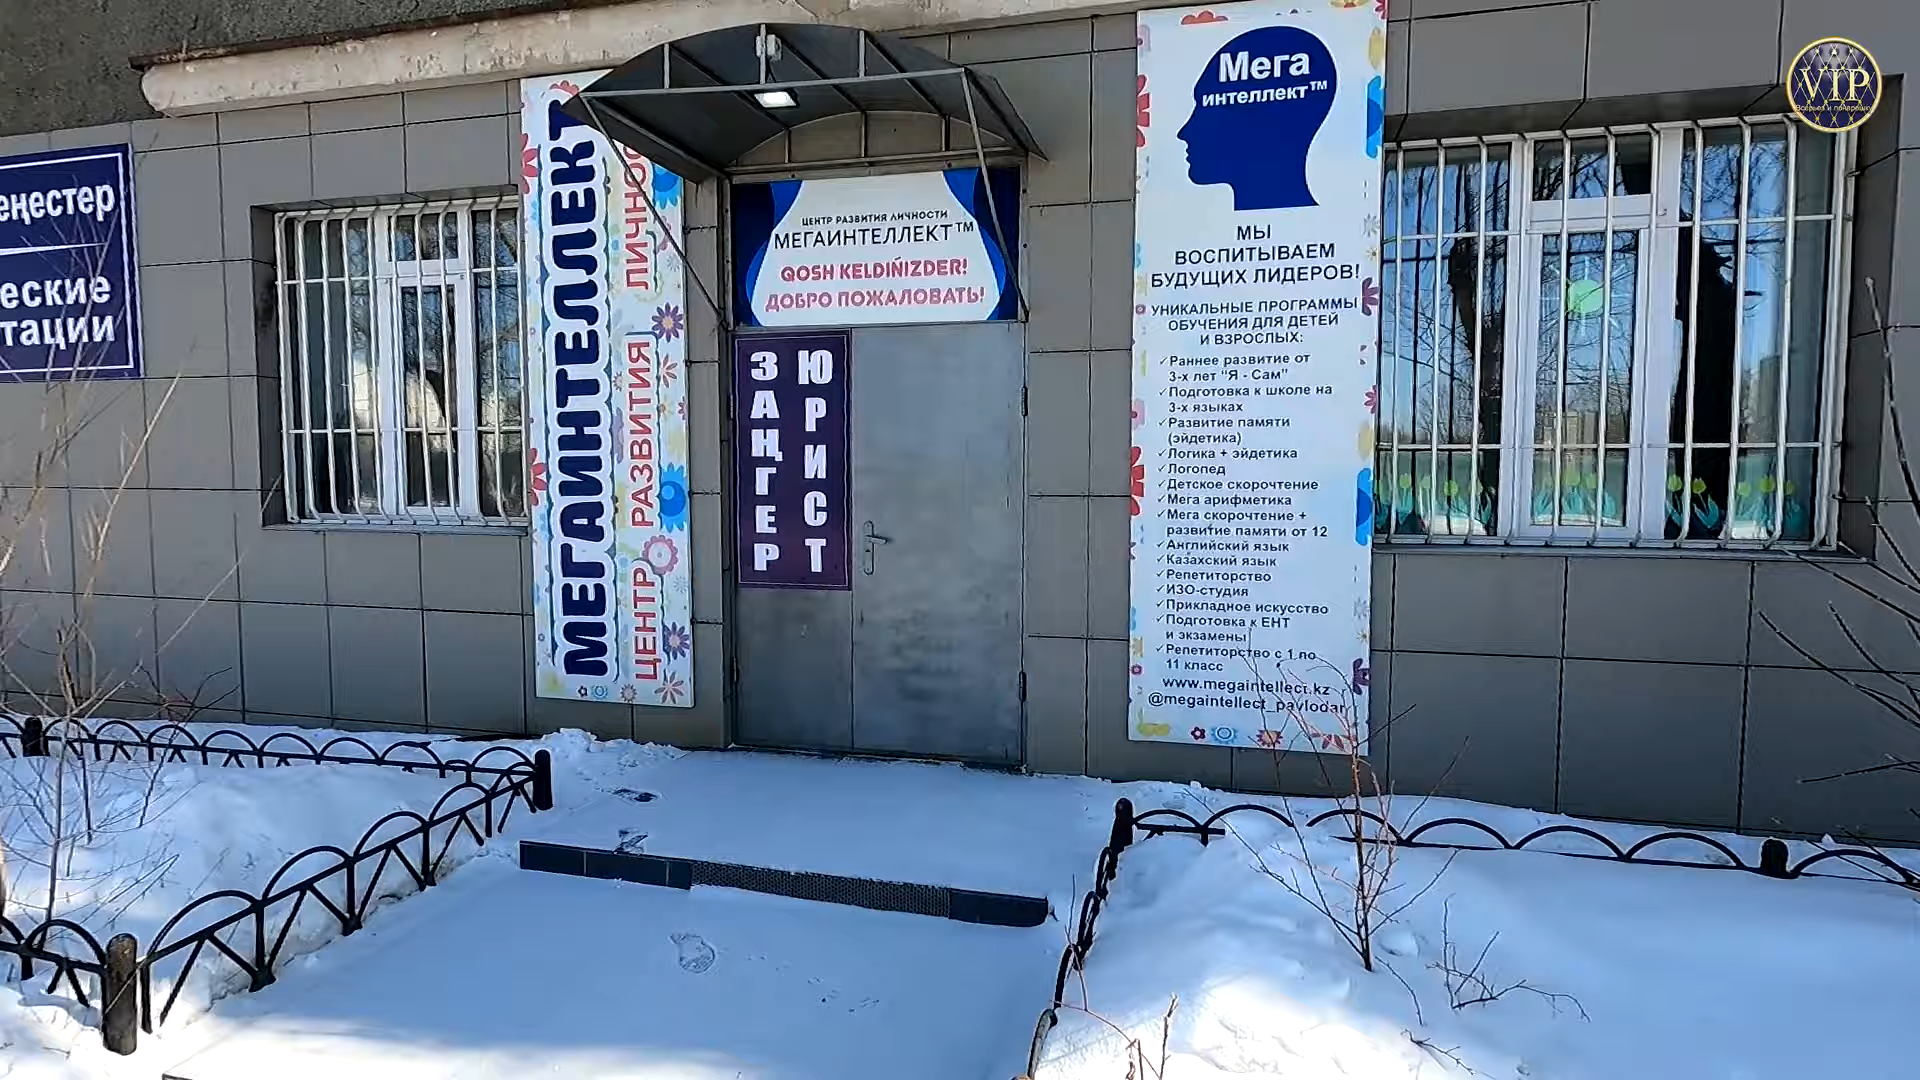 еңестер
еские
тации
МЕГАИНТЕЛЛЕКТ
ЦЕНТР РАЗВИТИЯ
ЦЕНТР РАЗВИТИЯ ЛИЧНОСТИ
МЕГАИНТЕЛЛЕКТ™
QOSH KELDIŃIZDER!
ДОБРО ПОЖАЛОВАТЬ!
ЗАҢГЕР
ЮРИСТ
Мега
интеллект™
МЫ
ВОСПИТЫВАЕМ
БУДУЩИХ ЛИДЕРОВ!
УНИКАЛЬНЫЕ ПРОГРАММЫ
ОБУЧЕНИЯ ДЛЯ ДЕТЕЙ
И ВЗРОСЛЫХ:
✓Раннее развитие от
3-х лет "Я - Сам"
✓Подготовка к школе на
3-х языках
✓Развитие памяти
(эйдетика)
✓Логика + эйдетика
✓Логопед
✓Детское скорочтение
✓Мега арифметика
✓Мега скорочтение +
развитие памяти от 12
✓Английский язык
✓Казахский язык
✓Репетиторство
✓ИЗО-студия
✓Прикладное искусство
✓Подготовка к ЕНТ
и экзамены
✓Репетиторство с 1 по
11 класс
www.megaintellect.kz
@megaintellect_pavlodar
VIP
Всерьез и по-хорошему